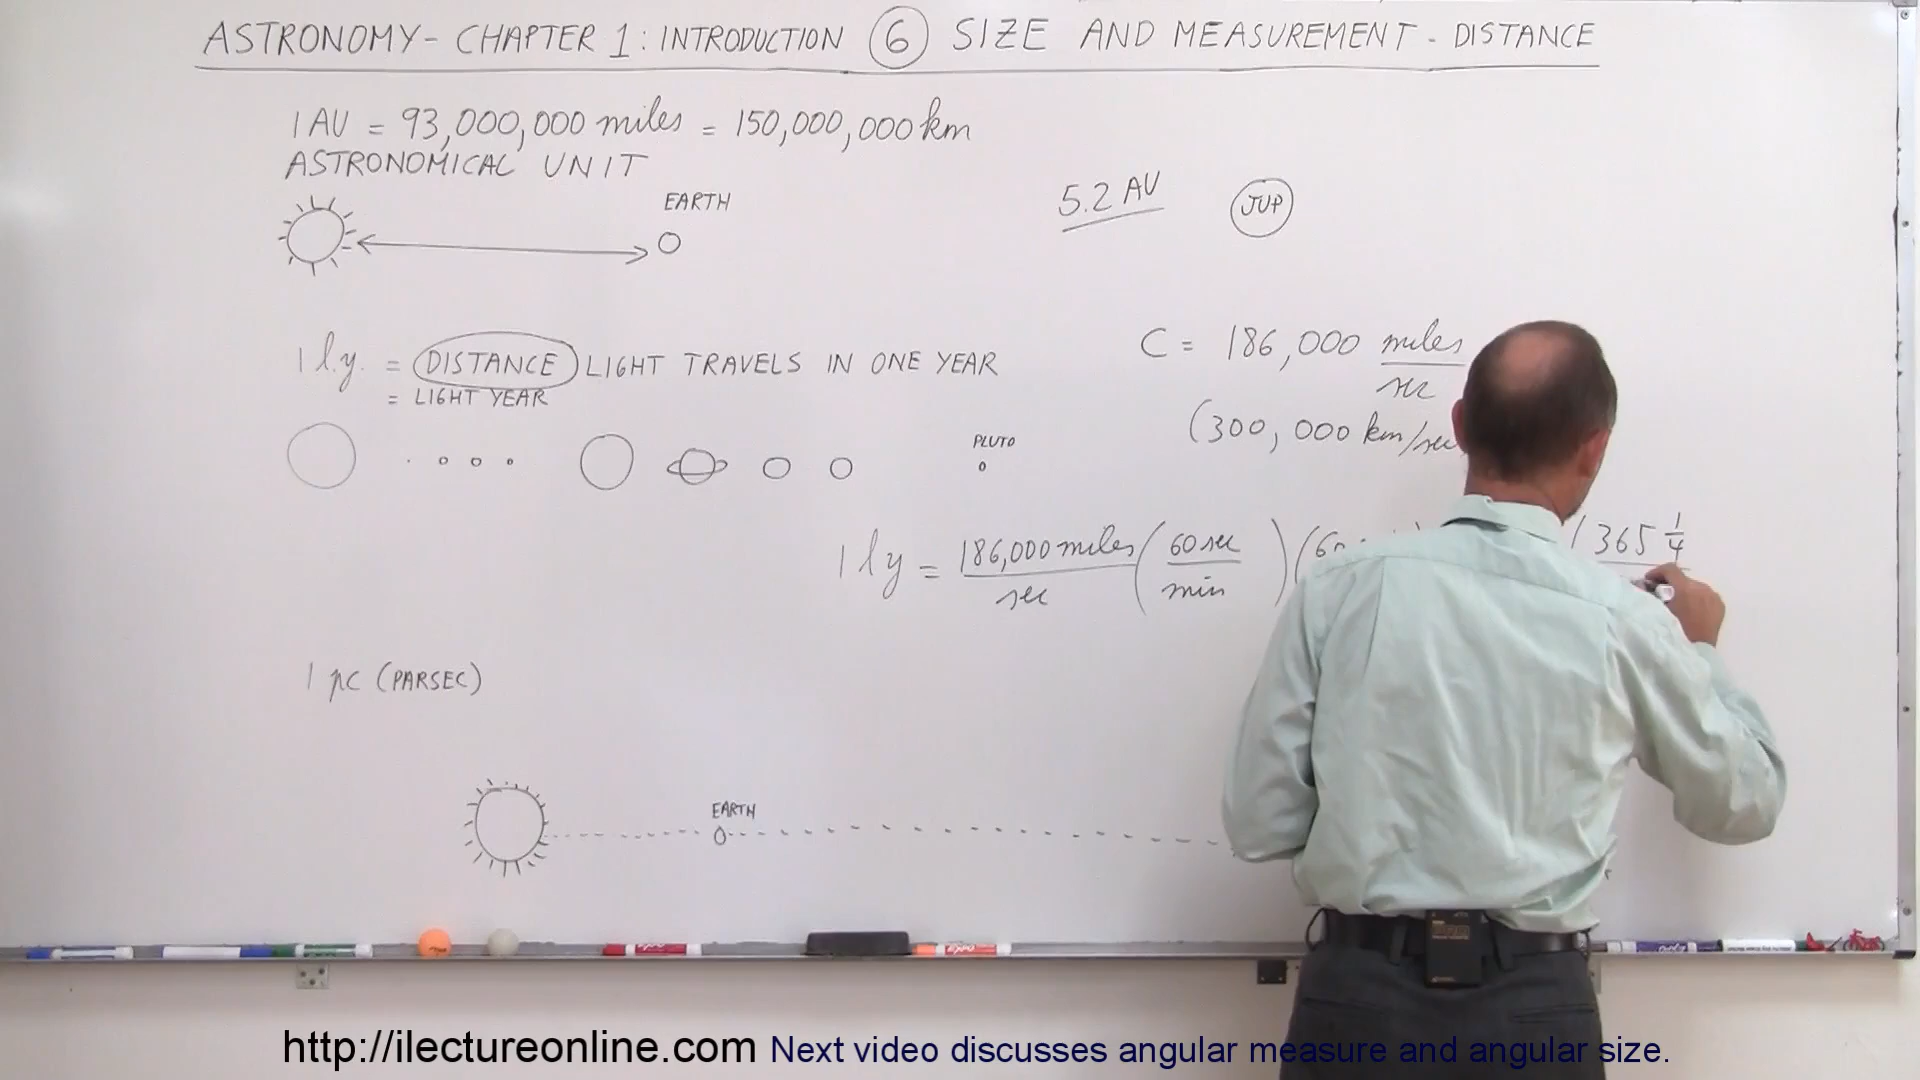 ASTRONOMY - CHAPTER 1: INTRODUCTION 6 SIZE AND MEASUREMENT - DISTANCE
1 AU = 93,000,000 miles = 150,000,000 km
ASTRONOMICAL UNIT
EARTH
5.2 AU
JUP
1 l.y. = DISTANCE LIGHT TRAVELS IN ONE YEAR
= LIGHT YEAR
C = 186,000 miles
sec
(300,000 km/sec
PLUTO
1 ly = 186,000 miles ( 60 sec ) ( 60 ( 365 1/4
sec min
1 pc (PARSEC)
EARTH
http://ilectureonline.com Next video discusses angular measure and angular size.